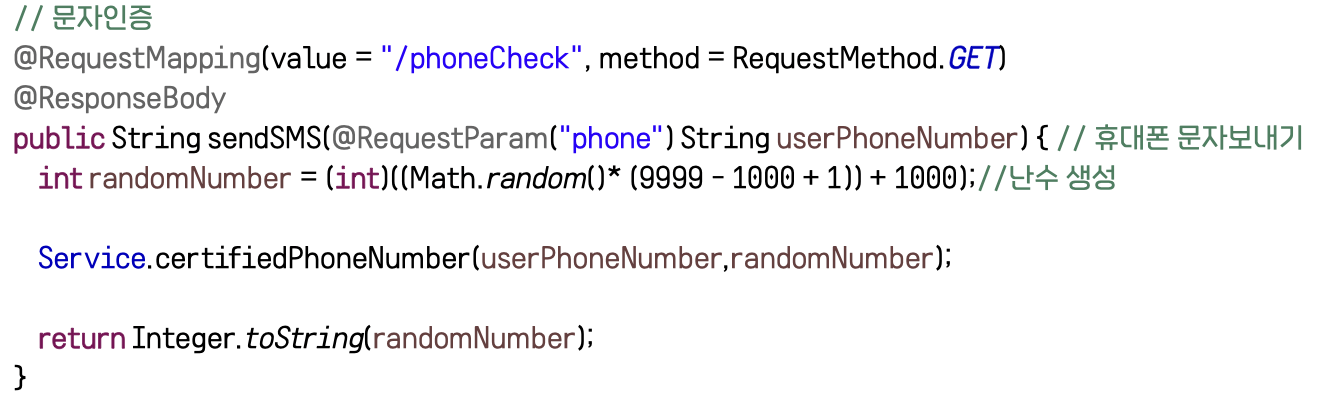 // 문자인증
@RequestMapping(value = "/phoneCheck", method = RequestMethod.GET)
@ResponseBody
public String sendSMS(@RequestParam("phone") String userPhoneNumber) { // 휴대폰 문자보내기
int randomNumber = (int)((Math.random()* (9999 - 1000 + 1)) + 1000);//난수 생성
Service.certifiedPhoneNumber(userPhoneNumber,randomNumber);
return Integer.toString(randomNumber);
}